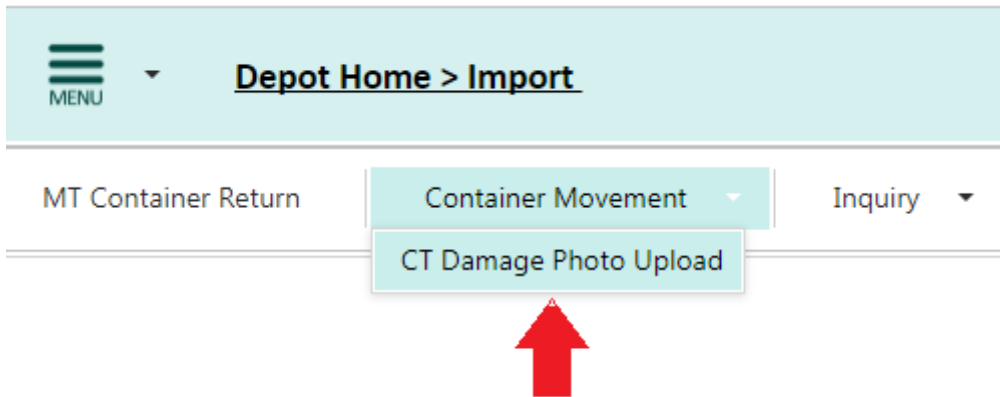 MENU
Depot Home > Import
MT Container Return Container Movement Inquiry
CT Damage Photo Upload